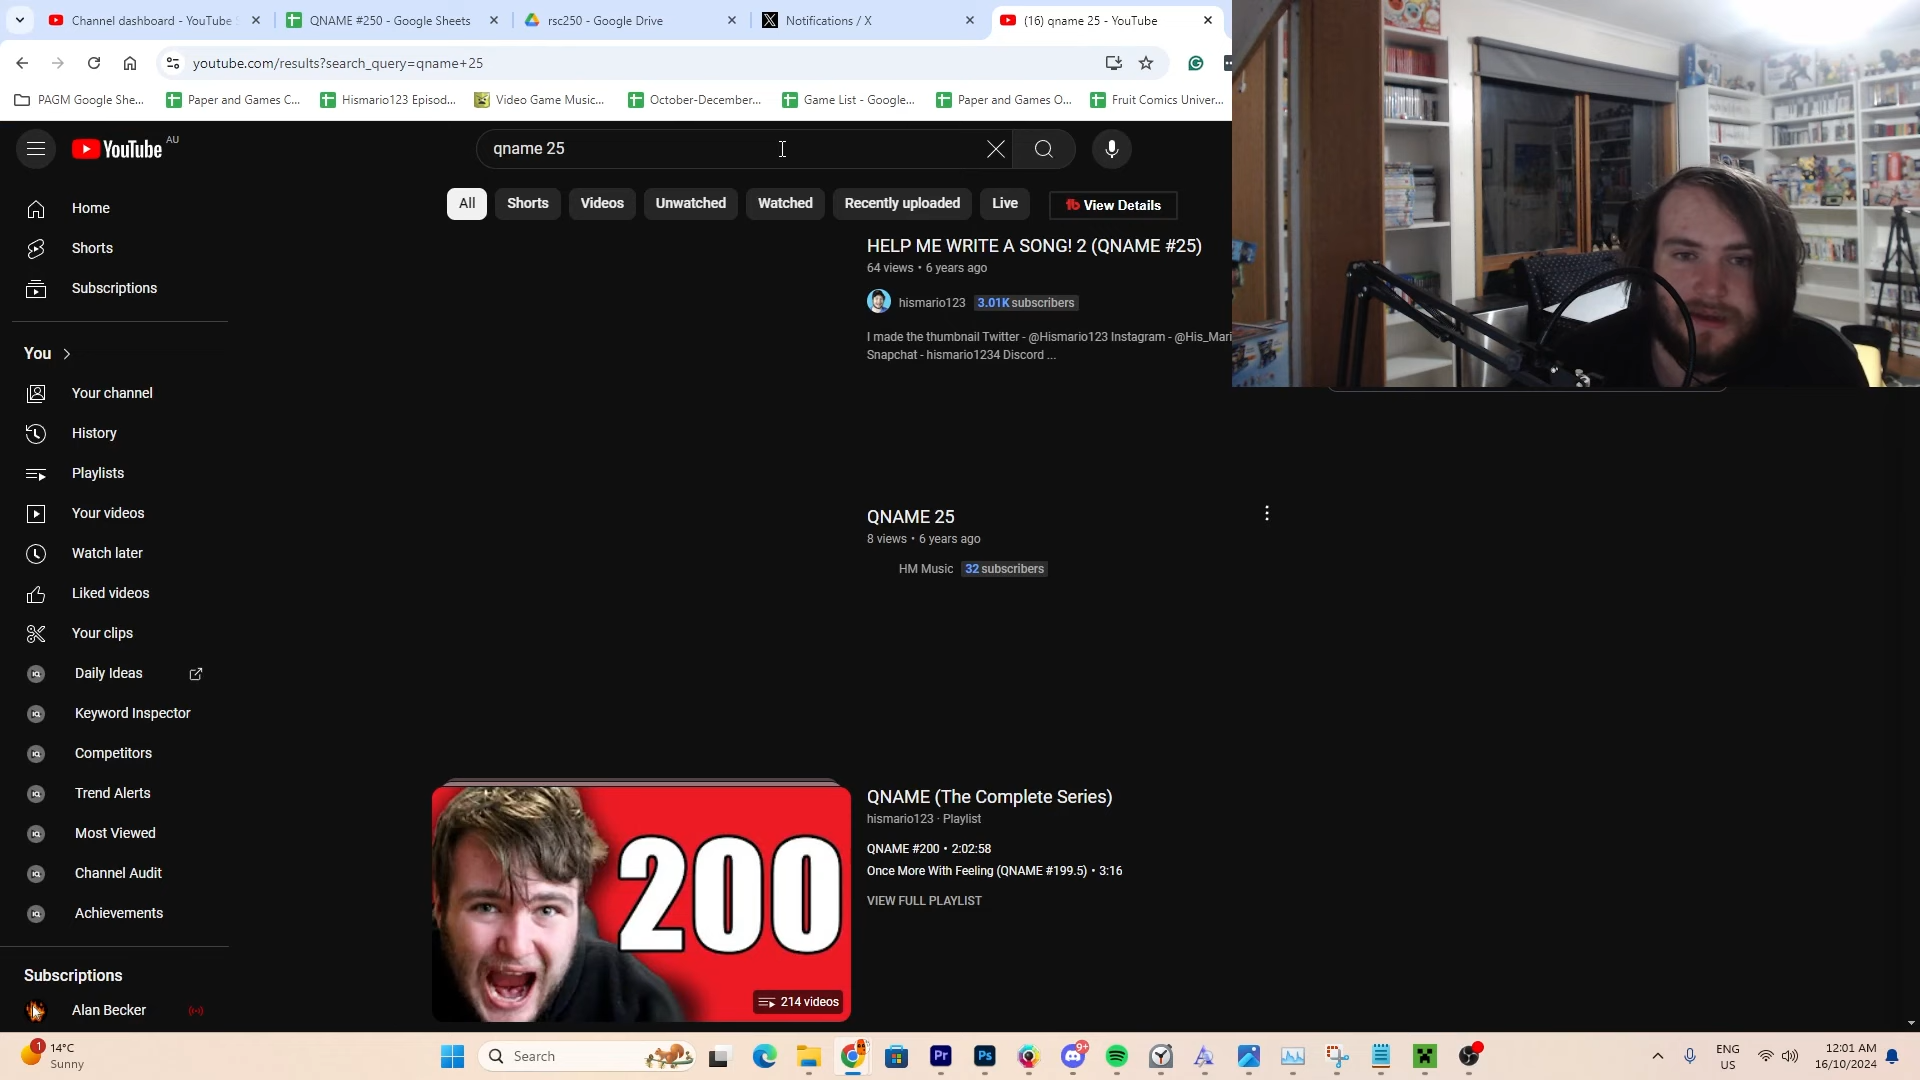 Channel dashboard - YouTube
QNAME #250 - Google Sheets
rsc250 - Google Drive
Notifications / X
(16) qname 25 - YouTube
youtube.com/results?search_query=qname+25
PAGM Google She...
Paper and Games C...
Hismario123 Episod...
Video Game Music...
October-December...
Game List - Google...
Paper and Games O...
Fruit Comics Univer...
YouTube AU
qname 25
All
Shorts
Videos
Unwatched
Watched
Recently uploaded
Live
View Details
Home
Shorts
Subscriptions
You
Your channel
History
Playlists
Your videos
Watch later
Liked videos
Your clips
Daily Ideas
Keyword Inspector
Competitors
Trend Alerts
Most Viewed
Channel Audit
Achievements
Subscriptions
Alan Becker
HELP ME WRITE A SONG! 2 (QNAME #25)
64 views • 6 years ago
hismario123 3.01K subscribers
I made the thumbnail Twitter - @Hismario123 Instagram - @His_Mari
Snapchat - hismario1234 Discord ...
QNAME 25
8 views • 6 years ago
HM Music 32 subscribers
200
214 videos
QNAME (The Complete Series)
hismario123 · Playlist
QNAME #200 • 2:02:58
Once More With Feeling (QNAME #199.5) • 3:16
VIEW FULL PLAYLIST
1
14°C
Sunny
Search
Pr
Ps
9+
ENG
US
12:01 AM
16/10/2024